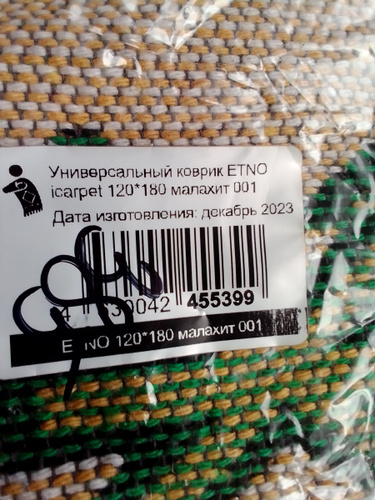 Универсальный коврик ETNO
icarpet 120*180 малахит 001
Дата изготовления: декабрь 2023
455399
120*180 малахит 001